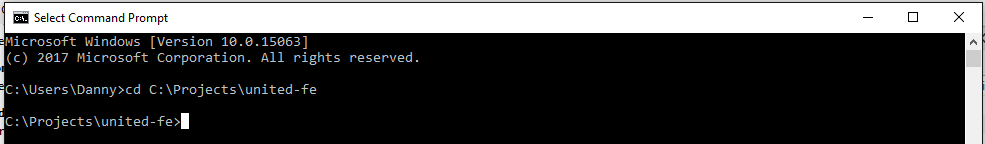 Select Command Prompt
Microsoft Windows [Version 10.0.15063]
(c) 2017 Microsoft Corporation. All rights reserved.
C:\Users\Danny>cd C:\Projects\united-fe
C:\Projects\united-fe>